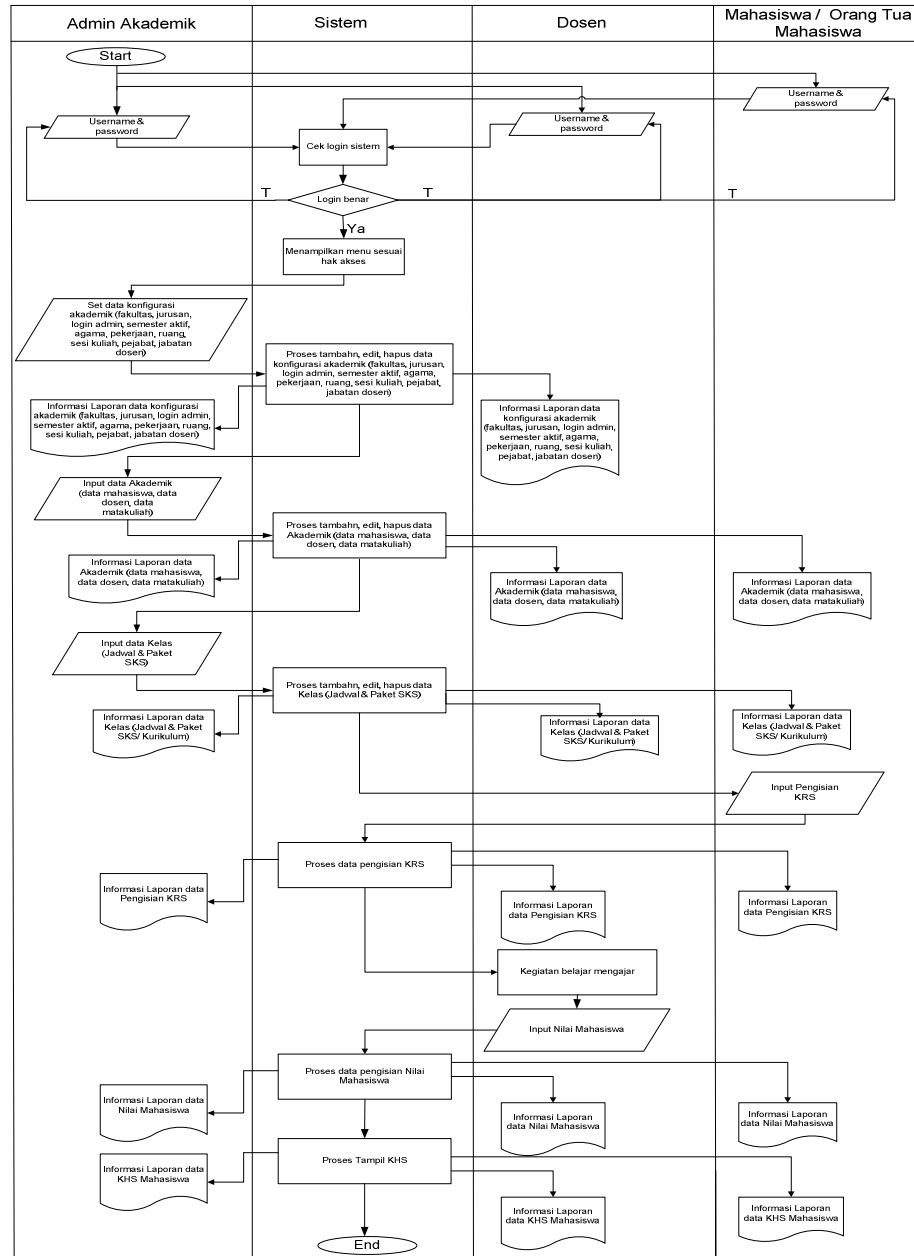 Admin Akademik
Sistem
Dosen
Mahasiswa / Orang Tua
Mahasiswa
Start
Username &
password
Username &
password
Username &
password
Cek login sistem
T
Login benar
T
T
Ya
Menampilkan menu sesuai
hak akses
Set data konfigurasi
akademik (fakultas, jurusan,
login admin, semester aktif,
agama, pekerjaan, ruang,
sesi kuliah, pejabat, jabatan
dosen)
Proses tambahn, edit, hapus data
konfigurasi akademik (fakultas, jurusan,
login admin, semester aktif, agama,
pekerjaan, ruang, sesi kuliah, pejabat,
jabatan dosen)
Informasi Laporan data konfigurasi
akademik (fakultas, jurusan, login admin,
semester aktif, agama, pekerjaan, ruang,
sesi kuliah, pejabat, jabatan dosen)
Informasi Laporan data
konfigurasi akademik
(fakultas, jurusan, login admin,
semester aktif, agama,
pekerjaan, ruang, sesi kuliah,
pejabat, jabatan dosen)
Input data Akademik
(data mahasiswa, data
dosen, data
matakuliah)
Proses tambahn, edit, hapus data
Akademik (data mahasiswa, data
dosen, data matakuliah)
Informasi Laporan data
Akademik (data mahasiswa,
data dosen, data matakuliah)
Informasi Laporan data
Akademik (data mahasiswa,
data dosen, data matakuliah)
Informasi Laporan data
Akademik (data mahasiswa,
data dosen, data matakuliah)
Input data Kelas
(Jadwal & Paket
SKS)
Proses tambahn, edit, hapus data
Kelas (Jadwal & Paket SKS)
Informasi Laporan data
Kelas (Jadwal & Paket
SKS/ Kurikulum)
Informasi Laporan data
Kelas (Jadwal & Paket
SKS/ Kurikulum)
Informasi Laporan data
Kelas (Jadwal & Paket
SKS/ Kurikulum)
Input Pengisian
KRS
Proses data pengisian KRS
Informasi Laporan data
Pengisian KRS
Informasi Laporan
data Pengisian KRS
Informasi Laporan
data Pengisian KRS
Kegiatan belajar mengajar
Input Nilai Mahasiswa
Proses data pengisian Nilai
Mahasiswa
Informasi Laporan data
Nilai Mahasiswa
Informasi Laporan
data Nilai Mahasiswa
Informasi Laporan
data Nilai Mahasiswa
Proses Tampil KHS
Informasi Laporan data
KHS Mahasiswa
Informasi Laporan
data KHS Mahasiswa
Informasi Laporan
data KHS Mahasiswa
End